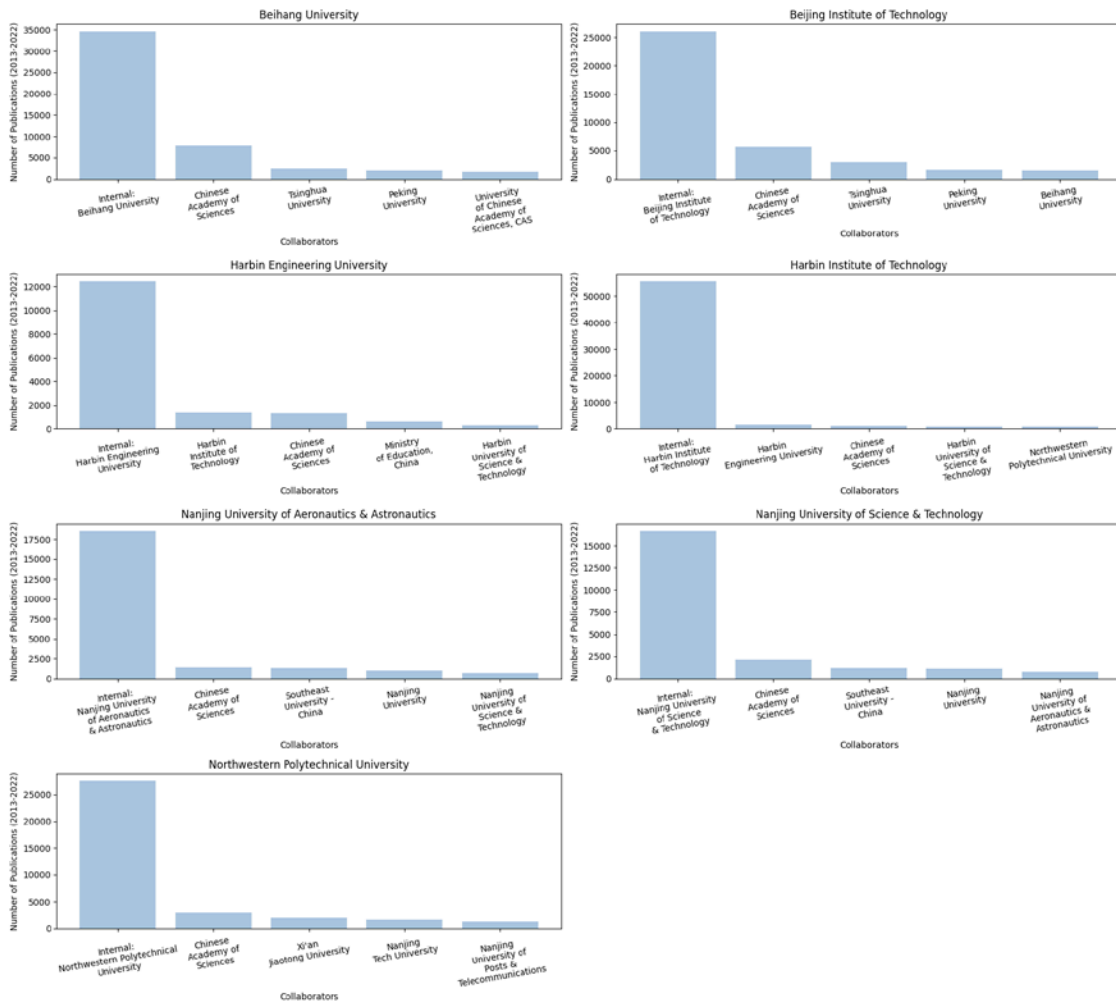 Beihang University
Number of Publications (2013-2022)
35000
30000
25000
20000
15000
10000
5000
0
Internal:
Beihang University
Chinese
Academy of
Sciences
Tsinghua
University
Peking
University
University
of Chinese
Academy of
Sciences, CAS
Collaborators
Beijing Institute of Technology
Number of Publications (2013-2022)
25000
20000
15000
10000
5000
0
Internal:
Beijing Institute
of Technology
Chinese
Academy of
Sciences
Tsinghua
University
Peking
University
Beihang
University
Collaborators
Harbin Engineering University
Number of Publications (2013-2022)
12000
10000
8000
6000
4000
2000
0
Internal:
Harbin Engineering
University
Harbin
Institute of
Technology
Chinese
Academy of
Sciences
Ministry
of Education,
China
Harbin
University of
Science &
Technology
Collaborators
Harbin Institute of Technology
Number of Publications (2013-2022)
50000
40000
30000
20000
10000
0
Internal:
Harbin Institute
of Technology
Harbin
Engineering University
Chinese
Academy of
Sciences
Harbin
University of
Science &
Technology
Northwestern
Polytechnical University
Collaborators
Nanjing University of Aeronautics & Astronautics
Number of Publications (2013-2022)
17500
15000
12500
10000
7500
5000
2500
0
Internal:
Nanjing University
of Aeronautics
& Astronautics
Chinese
Academy of
Sciences
Southeast
University -
China
Nanjing
University
Nanjing
University of
Science &
Technology
Collaborators
Nanjing University of Science & Technology
Number of Publications (2013-2022)
15000
12500
10000
7500
5000
2500
0
Internal:
Nanjing University
of Science
& Technology
Chinese
Academy of
Sciences
Southeast
University -
China
Nanjing
University
Nanjing
University of
Aeronautics &
Astronautics
Collaborators
Northwestern Polytechnical University
Number of Publications (2013-2022)
25000
20000
15000
10000
5000
0
Internal:
Northwestern Polytechnical
University
Chinese
Academy of
Sciences
Xi'an
Jiaotong University
Nanjing
Tech University
Nanjing
University of
Posts &
Telecommunications
Collaborators